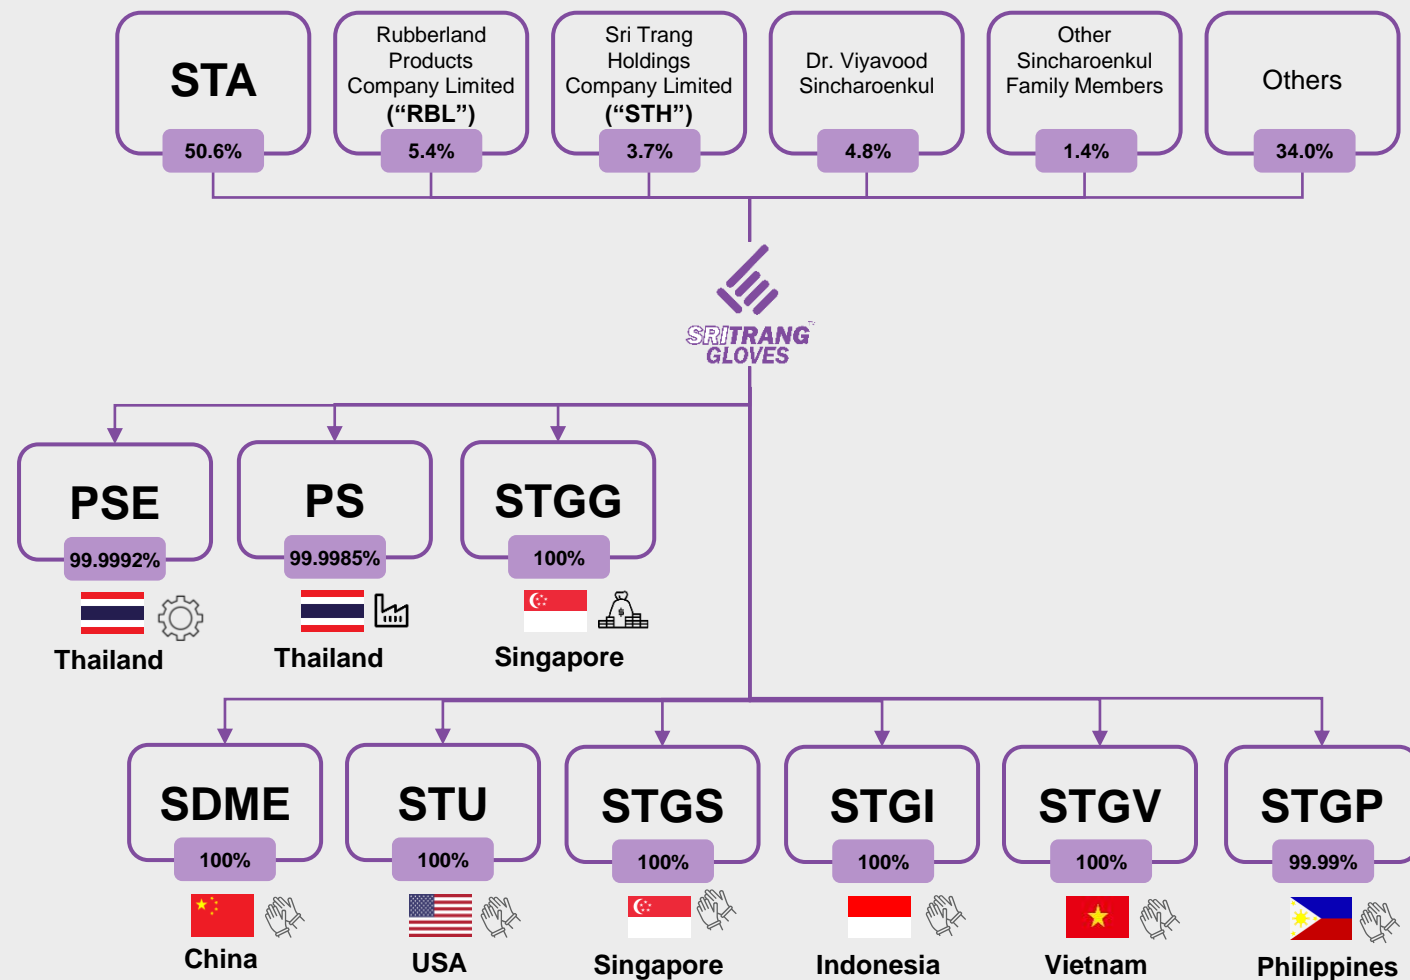 STA
50.6%
Rubberland
Products
Company Limited
(“RBL”)
5.4%
Sri Trang
Holdings
Company Limited
(“STH”)
3.7%
Dr. Viyavood
Sincharoenkul
4.8%
Other
Sincharoenkul
Family Members
1.4%
Others
34.0%
SRITRANG™
GLOVES
PSE
99.9992%
Thailand
PS
99.9985%
Thailand
STGG
100%
$
Singapore
SDME
100%
China
STU
100%
USA
STGS
100%
Singapore
STGI
100%
Indonesia
STGV
100%
Vietnam
STGP
99.99%
Philippines